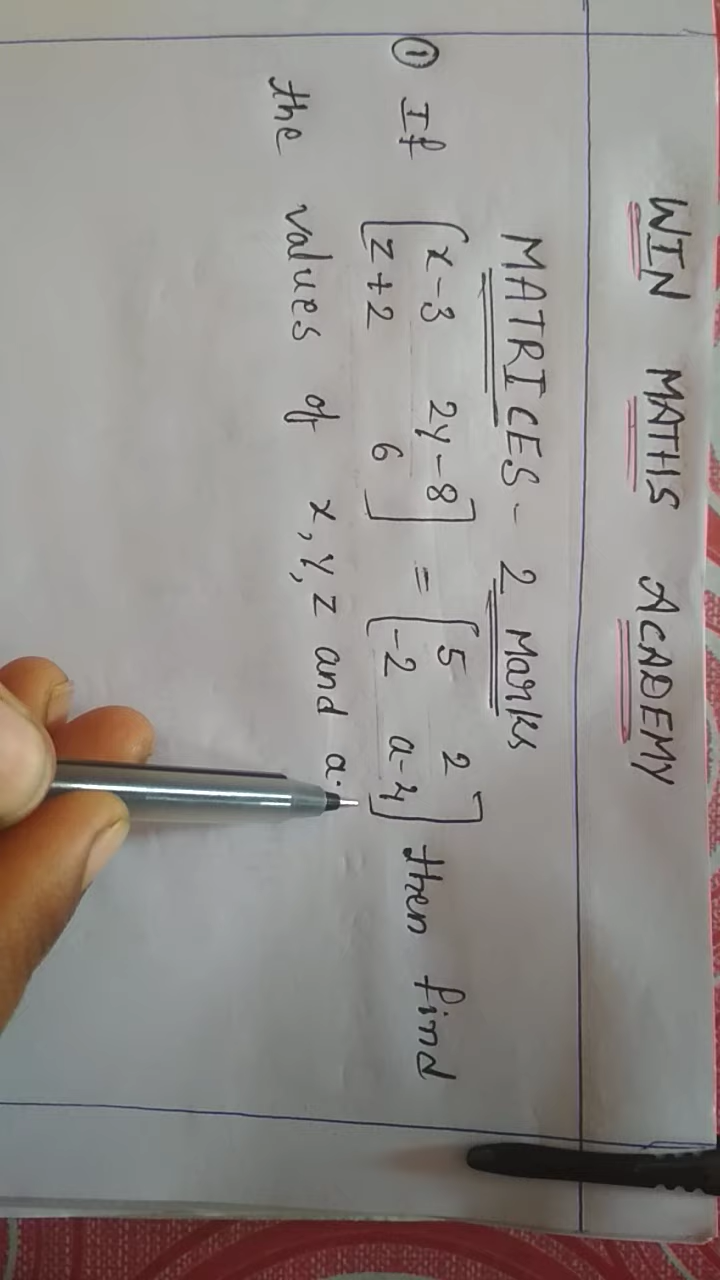 WIN MATHS ACADEMY
MATRICES - 2 Marks
① If [x-3 2y-8] = [5 2] then find
[z+2 6] [-2 a-4]
the values of x, y, z and a.